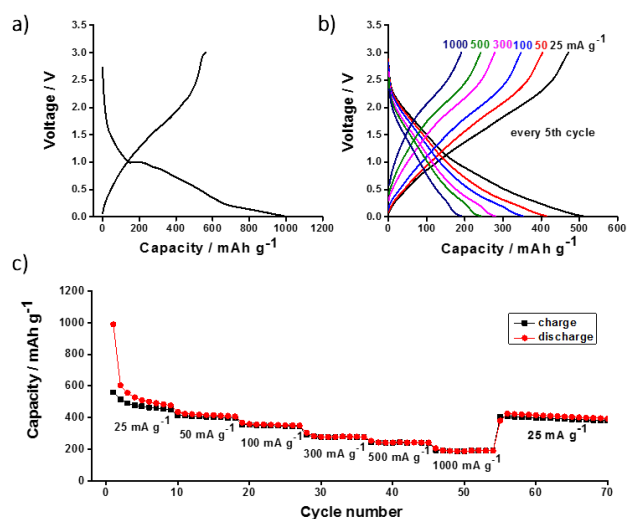 a)
3.0
2.5
2.0
1.5
1.0
0.5
0.0
Voltage / V
0 200 400 600 800 1000 1200
Capacity / mAh g-1
b)
3.0
2.5
2.0
1.5
1.0
0.5
0.0
Voltage / V
1000 500 300 100 50 25 mA g-1
every 5th cycle
0 100 200 300 400 500 600
Capacity / mAh g-1
c)
1200
1000
800
600
400
200
0
Capacity / mAh g-1
charge
discharge
25 mA g-1
50 mA g-1
100 mA g-1
300 mA g-1
500 mA g-1
1000 mA g-1
25 mA g-1
0 10 20 30 40 50 60 70
Cycle number